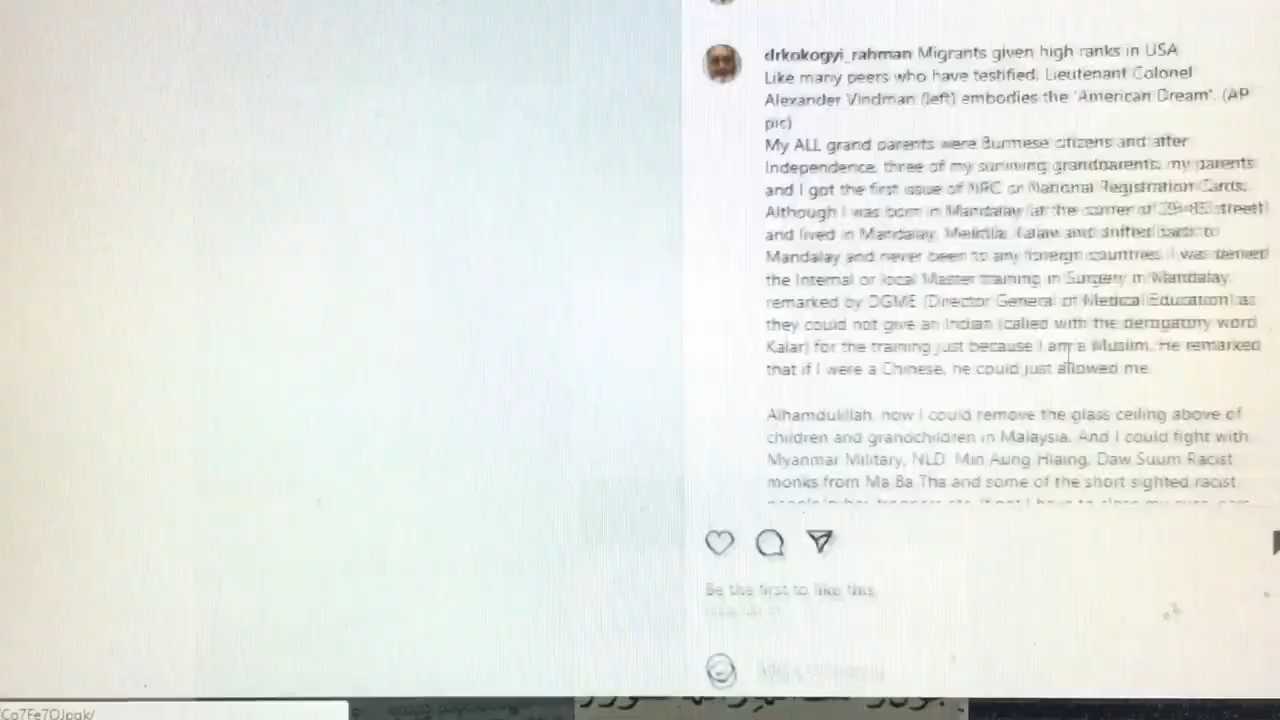 drkokogyi_rahman Migrants given high ranks in USA
Like many peers who have testified, Lieutenant Colonel
Alexander Vindman (left) embodies the 'American Dream'. (AP
pic)
My ALL grand parents were Burmese citizens and after
Independence, three of my surviving grandparents, my parents
and I got the first issue of NRC or National Registration Cards.
Although I was born in Mandalay (at the corner of street)
and lived in Mandalay, Meiktila, Kalaw and shifted back to
Mandalay and never been to any foreign countries, I was denied
the Internal or local Master training in Surgery in Mandalay,
remarked by DGME (Director General of Medical Education) as
they could not give an Indian (called with the derogatory word
Kalar) for the training just because I am a Muslim. He remarked
that if I were a Chinese, he could just allowed me.
Alhamdulillah, now I could remove the glass ceiling above of
children and grandchildren in Malaysia. And I could fight with
Myanmar Military, NLD, Min Aung Hlaing, Daw Suum Racist
monks from Ma Ba Tha and some of the short sighted racist
Be the first to like this